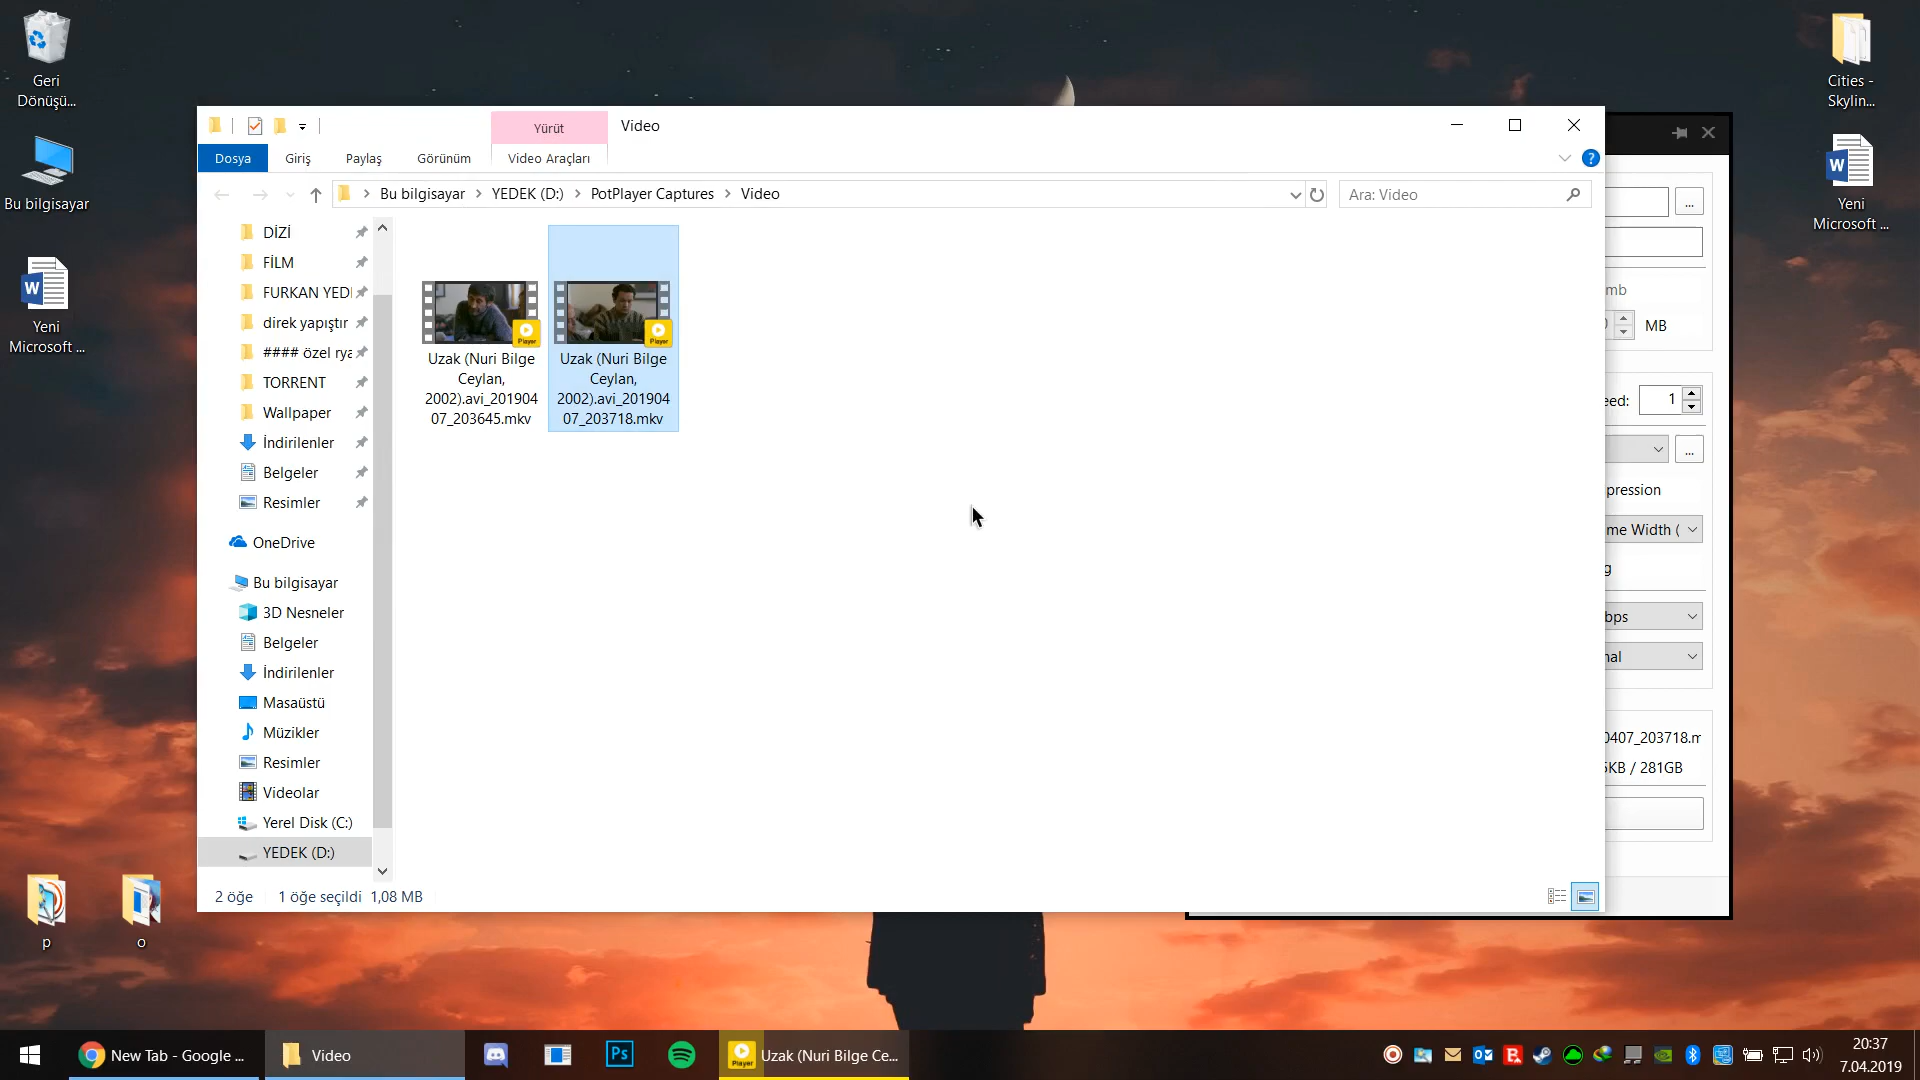 Geri
Dönüşü...
Bu bilgisayar
Yeni
Microsoft ...
p
o
Cities -
Skylin...
Yeni
Microsoft ...
Yürüt
Video
Dosya
Giriş
Paylaş
Görünüm
Video Araçları
?
Bu bilgisayar
YEDEK (D:)
PotPlayer Captures
Video
Ara: Video
DİZİ
FİLM
FURKAN YEDI
direk yapıştır
#### özel rya
TORRENT
Wallpaper
İndirilenler
Belgeler
Resimler
OneDrive
Bu bilgisayar
3D Nesneler
Belgeler
İndirilenler
Masaüstü
Müzikler
Resimler
Videolar
Yerel Disk (C:)
YEDEK (D:)
Player
Uzak (Nuri Bilge
Ceylan,
2002).avi_201904
07_203645.mkv
Player
Uzak (Nuri Bilge
Ceylan,
2002).avi_201904
07_203718.mkv
2 öğe
1 öğe seçildi 1,08 MB
...
mb
MB
eed:
1
...
pression
me Width (
g
bps
nal
0407_203718.m
5KB / 281GB
New Tab - Google ...
Video
Ps
Player
Uzak (Nuri Bilge Ce...
20:37
7.04.2019